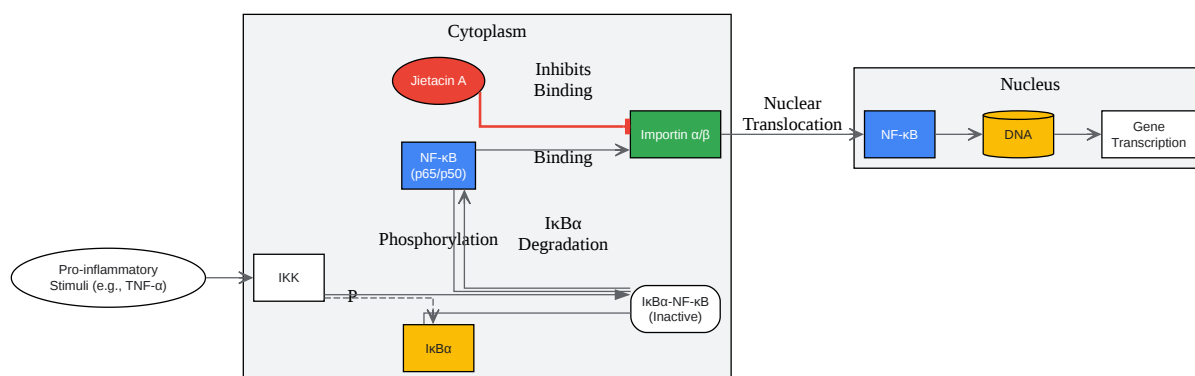 Cytoplasm
Jietacin A
Inhibits
Binding
Importin α/β
Nuclear
Translocation
Nucleus
NF-κB
DNA
Gene
Transcription
NF-κB
(p65/p50)
Binding
Phosphorylation
IκBα
Degradation
Pro-inflammatory
Stimuli (e.g., TNF-α)
IKK
P
IκBα-NF-κB
(Inactive)
IκBα